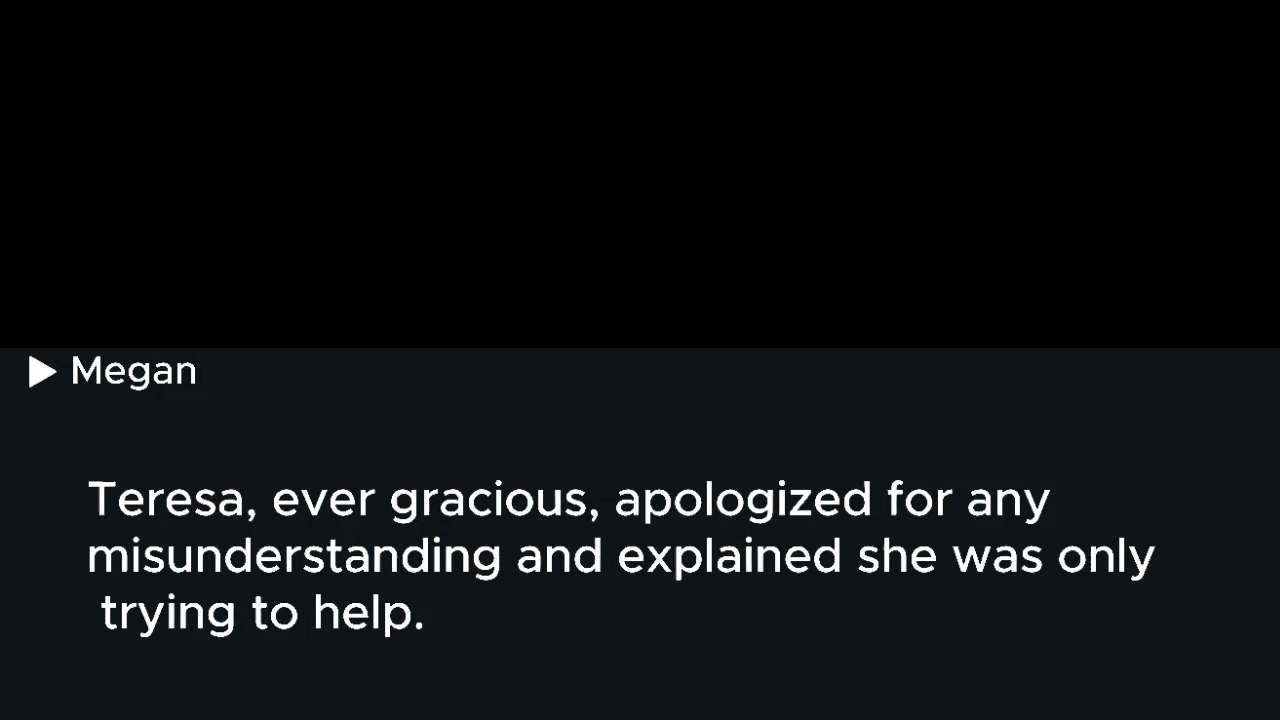 Megan
Teresa, ever gracious, apologized for any
misunderstanding and explained she was only
trying to help.